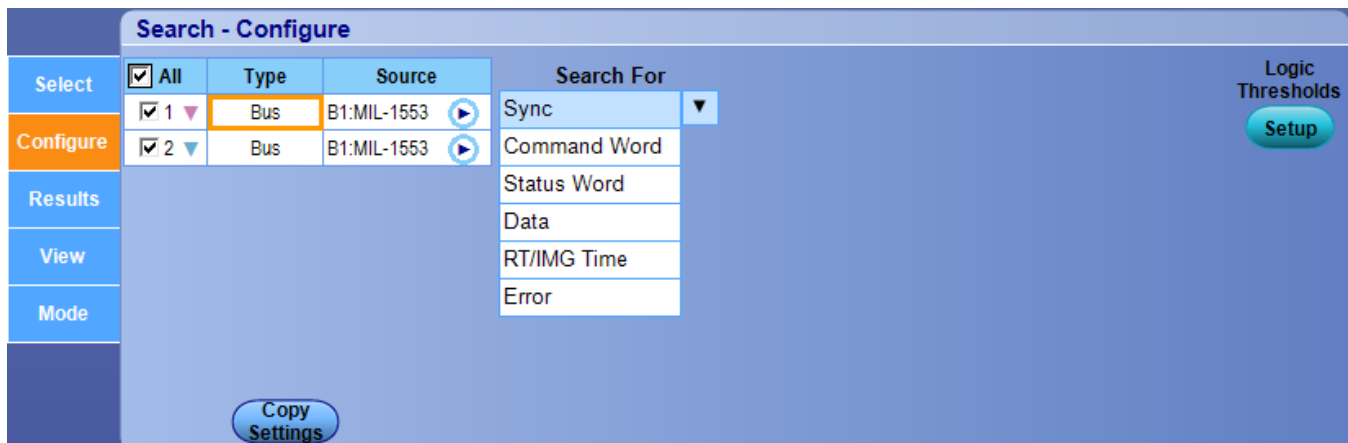 Search - Configure
Select
Configure
Results
View
Mode
All Type Source
1 Bus B1:MIL-1553
2 Bus B1:MIL-1553
Search For
Sync
Command Word
Status Word
Data
RT/IMG Time
Error
Logic
Thresholds
Setup
Copy
Settings